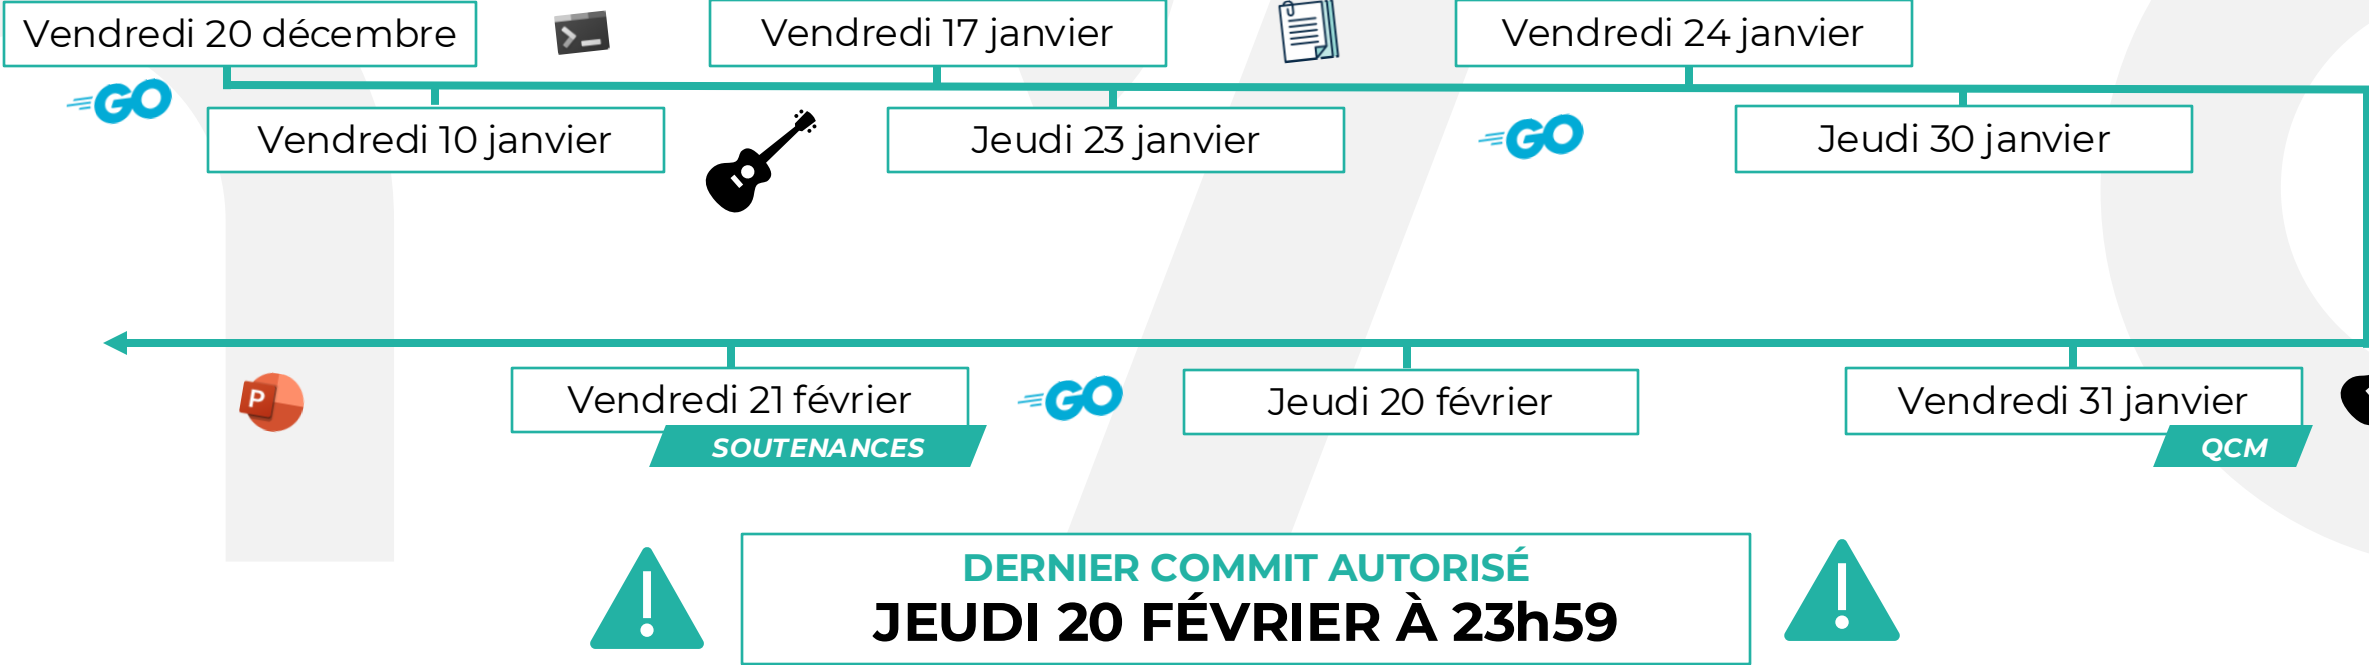 Vendredi 20 décembre
Vendredi 17 janvier
Vendredi 24 janvier
GO
Vendredi 10 janvier
Jeudi 23 janvier
GO
Jeudi 30 janvier
P
Vendredi 21 février
SOUTENANCES
GO
Jeudi 20 février
Vendredi 31 janvier
QCM
DERNIER COMMIT AUTORISÉ
JEUDI 20 FÉVRIER À 23h59